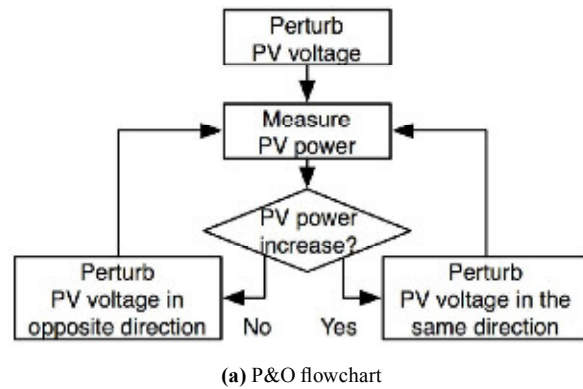 Perturb
PV voltage
Measure
PV power
PV power
increase?
Perturb
PV voltage in
opposite direction
No
Yes
Perturb
PV voltage in the
same direction
(a) P&O flowchart